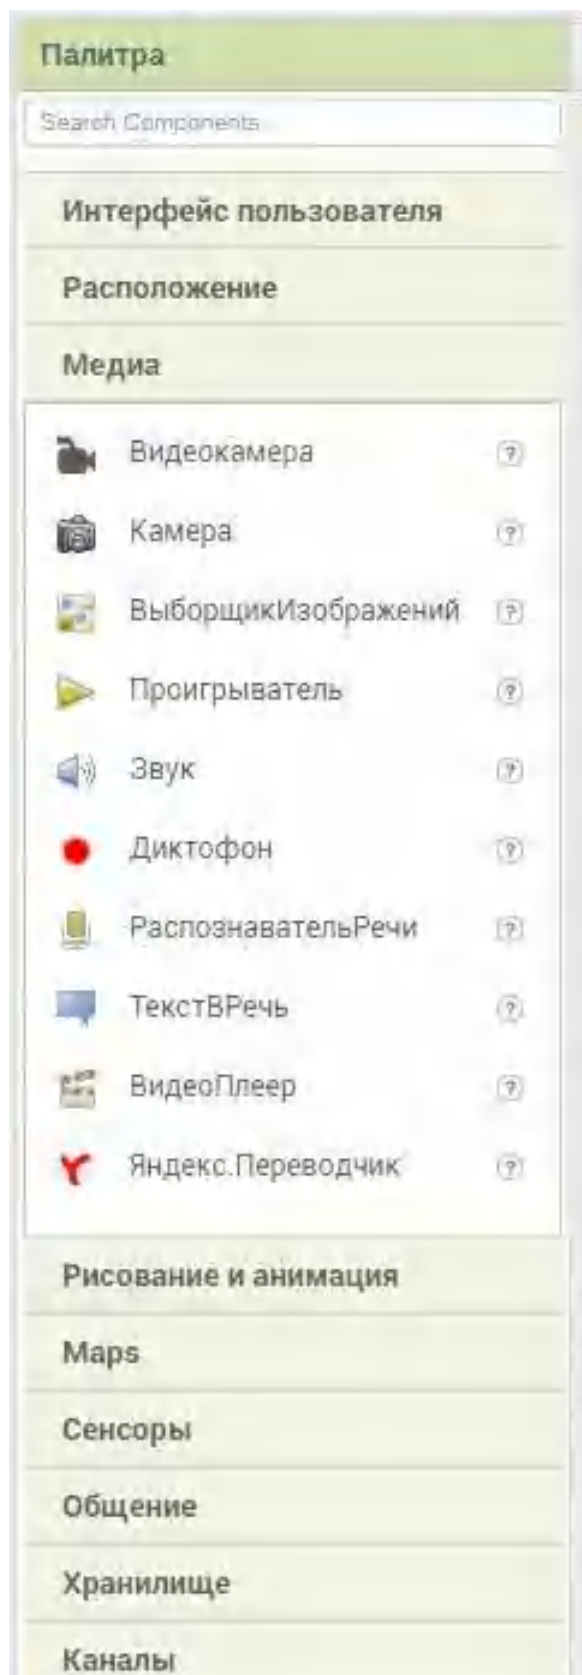 Палитра
Search Components...
Интерфейс пользователя
Расположение
Медиа
Видеокамера
Камера
ВыборщикИзображений
Проигрыватель
Звук
Диктофон
РаспознавательРечи
ТекстВРечь
ВидеоПлеер
Яндекс.Переводчик
Рисование и анимация
Maps
Сенсоры
Общение
Хранилище
Каналы